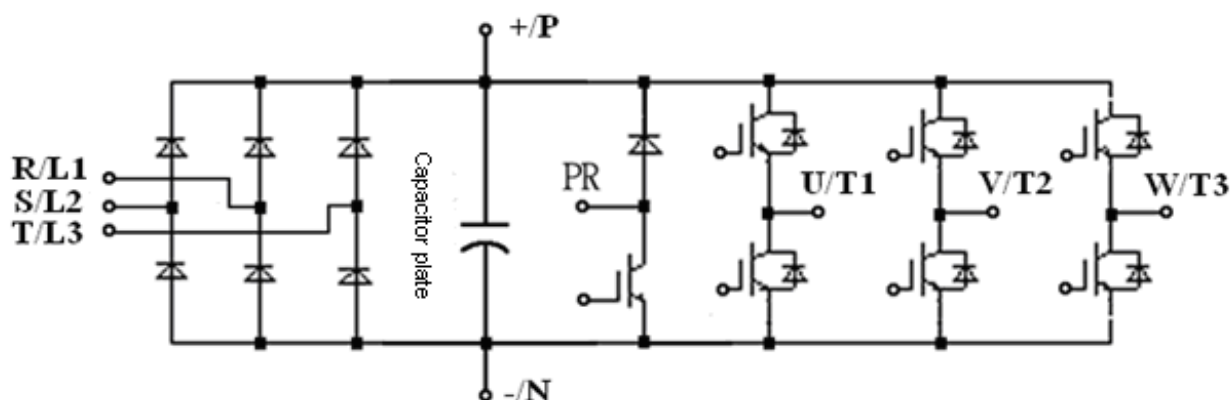 +/P
R/L1
S/L2
T/L3
Capacitor plate
PR
U/T1
V/T2
W/T3
-/N